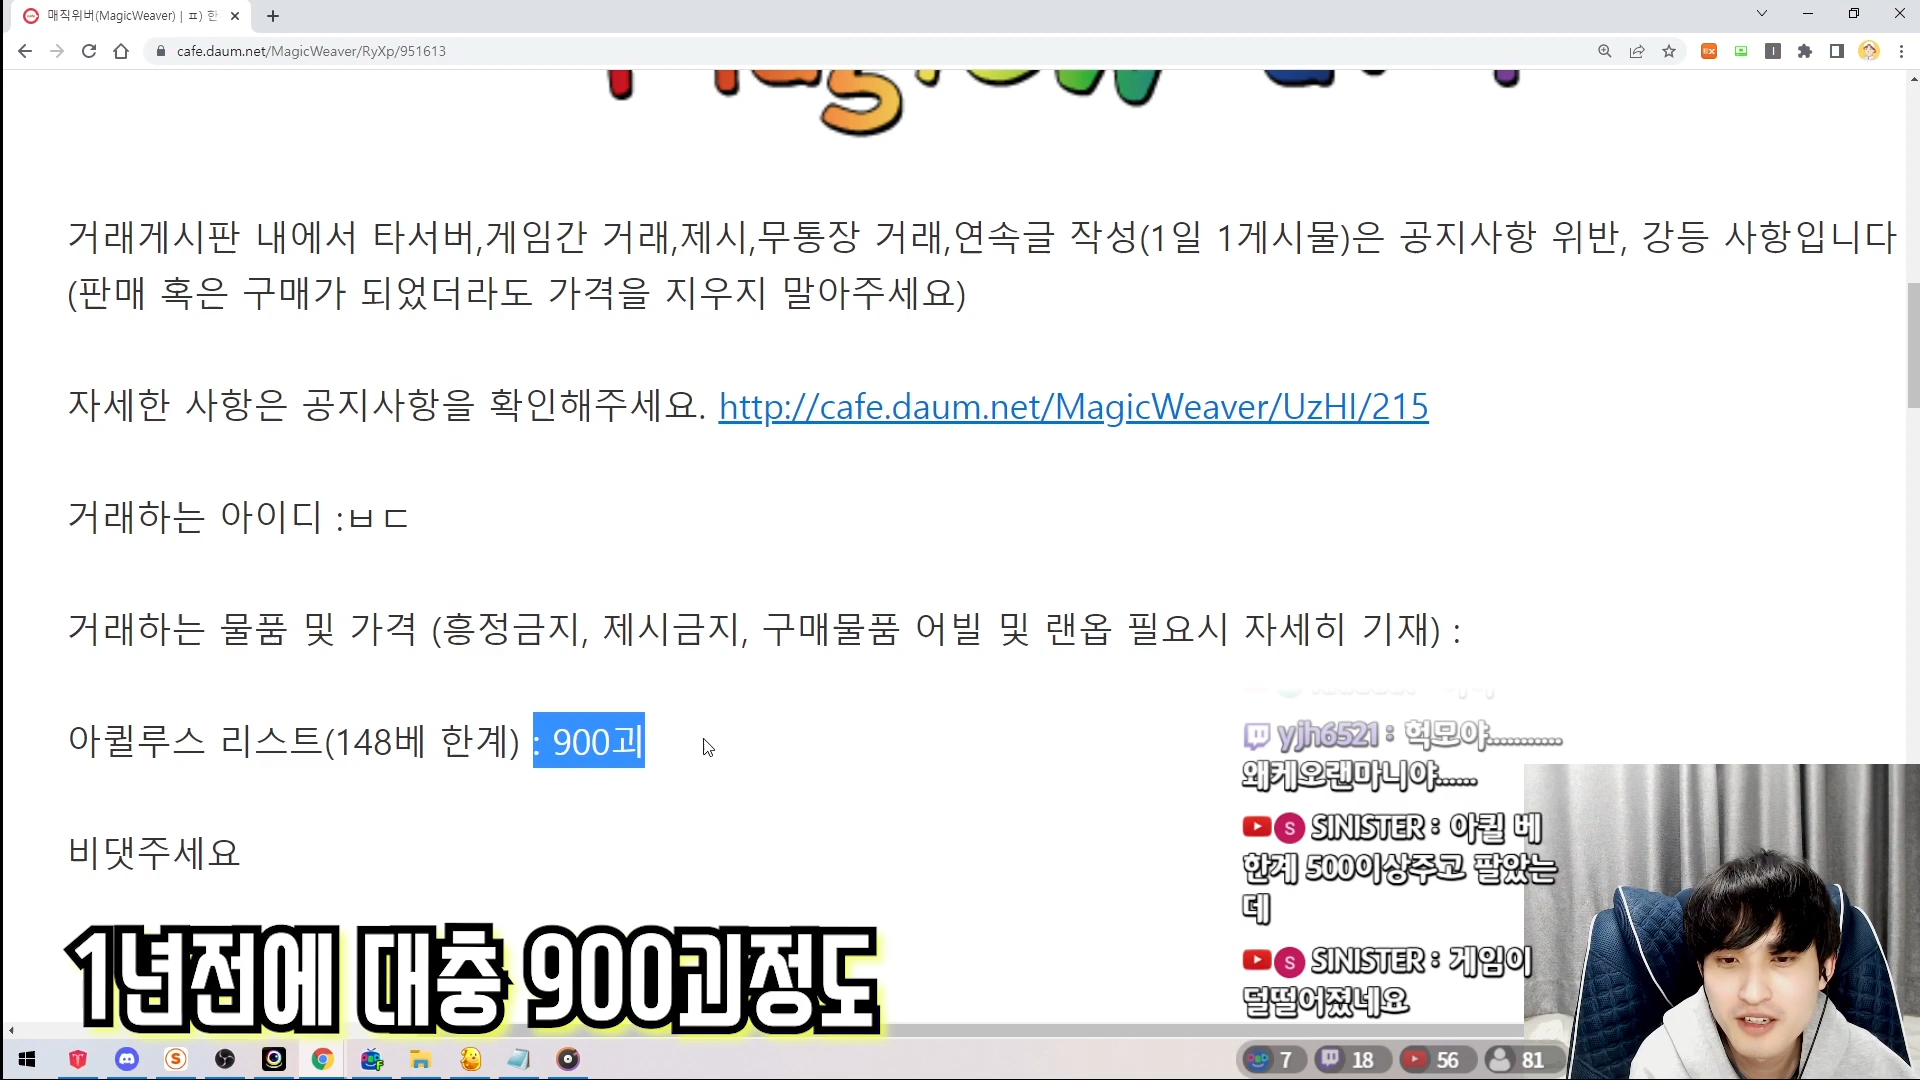 매직위버(MagicWeaver) | ㅍ) 한
cafe.daum.net/MagicWeaver/RyXp/951613
거래게시판 내에서 타서버,게임간 거래,제시,무통장 거래,연속글 작성(1일 1게시물)은 공지사항 위반, 강등 사항입니다
(판매 혹은 구매가 되었더라도 가격을 지우지 말아주세요)
자세한 사항은 공지사항을 확인해주세요. http://cafe.daum.net/MagicWeaver/UzHI/215
거래하는 아이디 :ㅂㄷ
거래하는 물품 및 가격 (흥정금지, 제시금지, 구매물품 어빌 및 랜옵 필요시 자세히 기재) :
아퀼루스 리스트(148베 한계) : 900괴
비댓주세요
yjh6521 : 혁모야...........
왜케오랜마니야......
S SINISTER : 아퀼 베
한계 500이상주고 팔았는
데
S SINISTER : 게임이
덜떨어졌네요
1년전에 대충 900괴정도
7 18 56 81